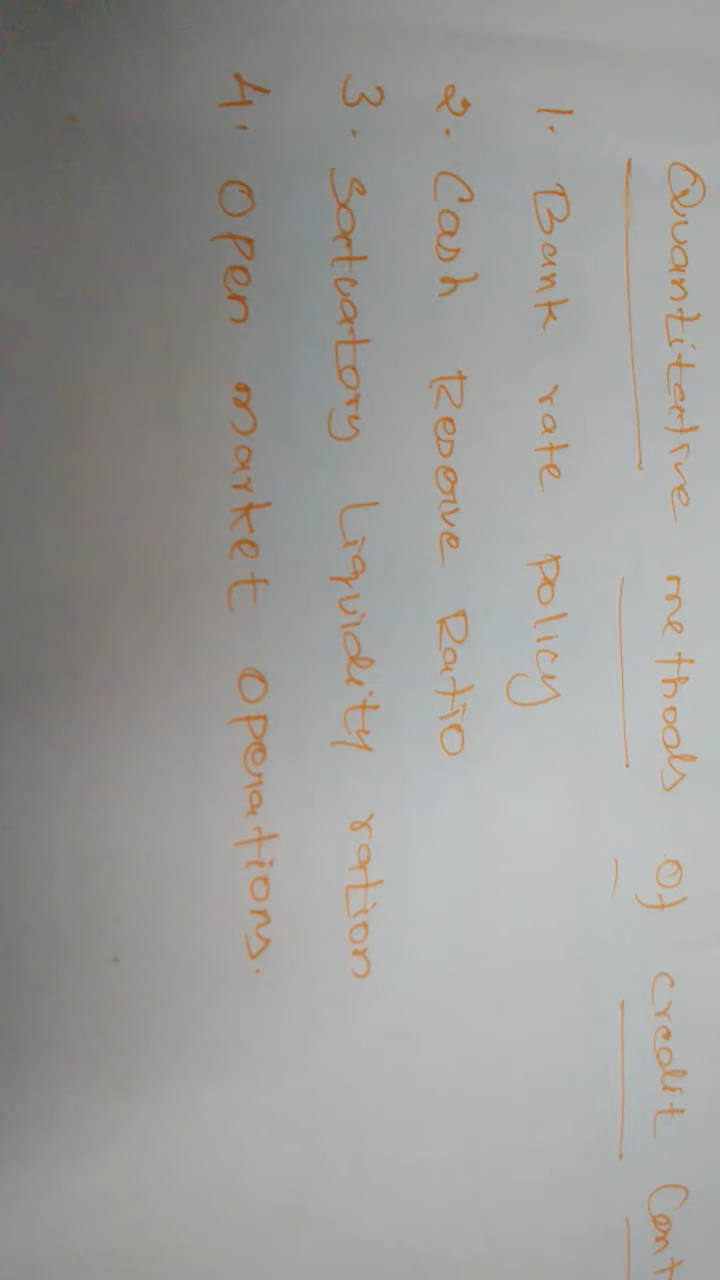 Quantitative methods of credit Cont
1. Bank rate policy
2. Cash Reserve Ratio
3. Sartuatory Liquidity ration
4. Open market operations.